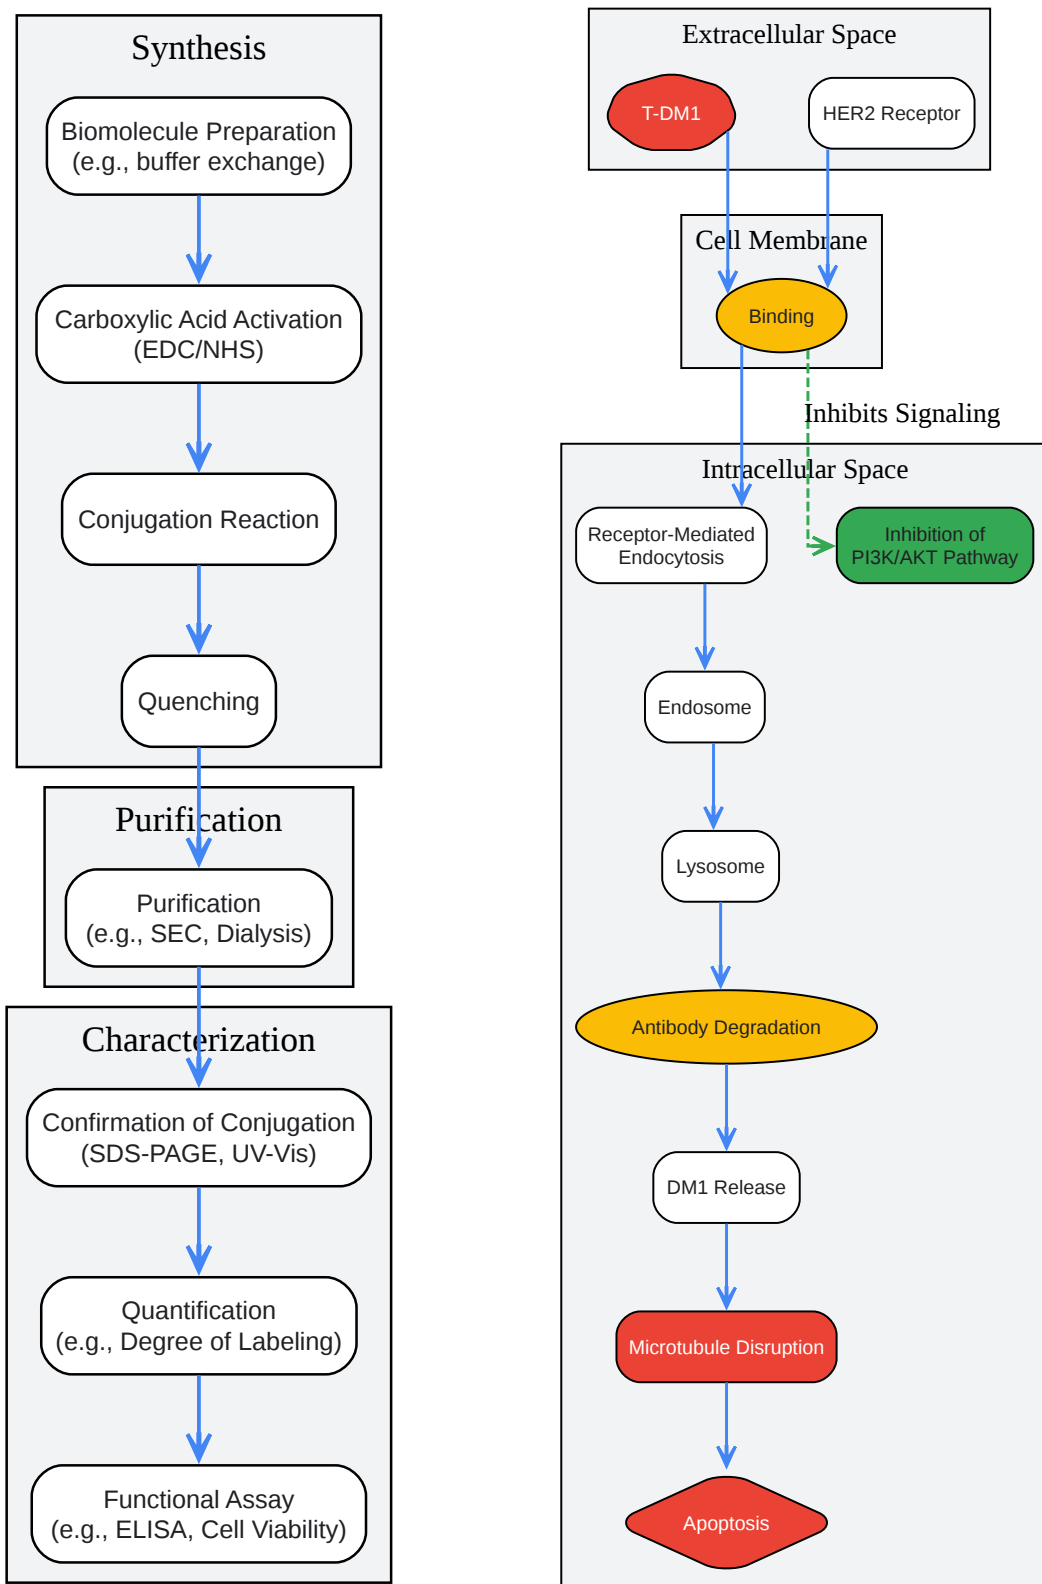 Synthesis
Biomolecule Preparation
(e.g., buffer exchange)
Carboxylic Acid Activation
(EDC/NHS)
Conjugation Reaction
Quenching
Purification
Purification
(e.g., SEC, Dialysis)
Characterization
Confirmation of Conjugation
(SDS-PAGE, UV-Vis)
Quantification
(e.g., Degree of Labeling)
Functional Assay
(e.g., ELISA, Cell Viability)
Extracellular Space
T-DM1
HER2 Receptor
Cell Membrane
Binding
Inhibits Signaling
Intracellular Space
Receptor-Mediated
Endocytosis
Inhibition of
PI3K/AKT Pathway
Endosome
Lysosome
Antibody Degradation
DM1 Release
Microtubule Disruption
Apoptosis